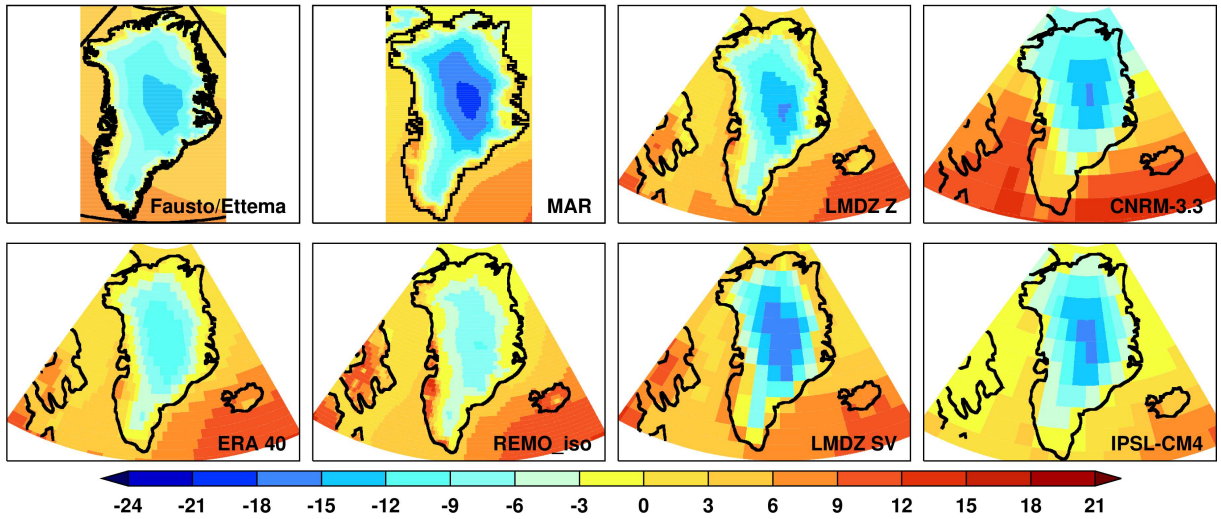 Fausto/Ettema
MAR
LMDZ Z
CNRM-3.3
ERA 40
REMO_iso
LMDZ SV
IPSL-CM4
-24 -21 -18 -15 -12 -9 -6 -3 0 3 6 9 12 15 18 21